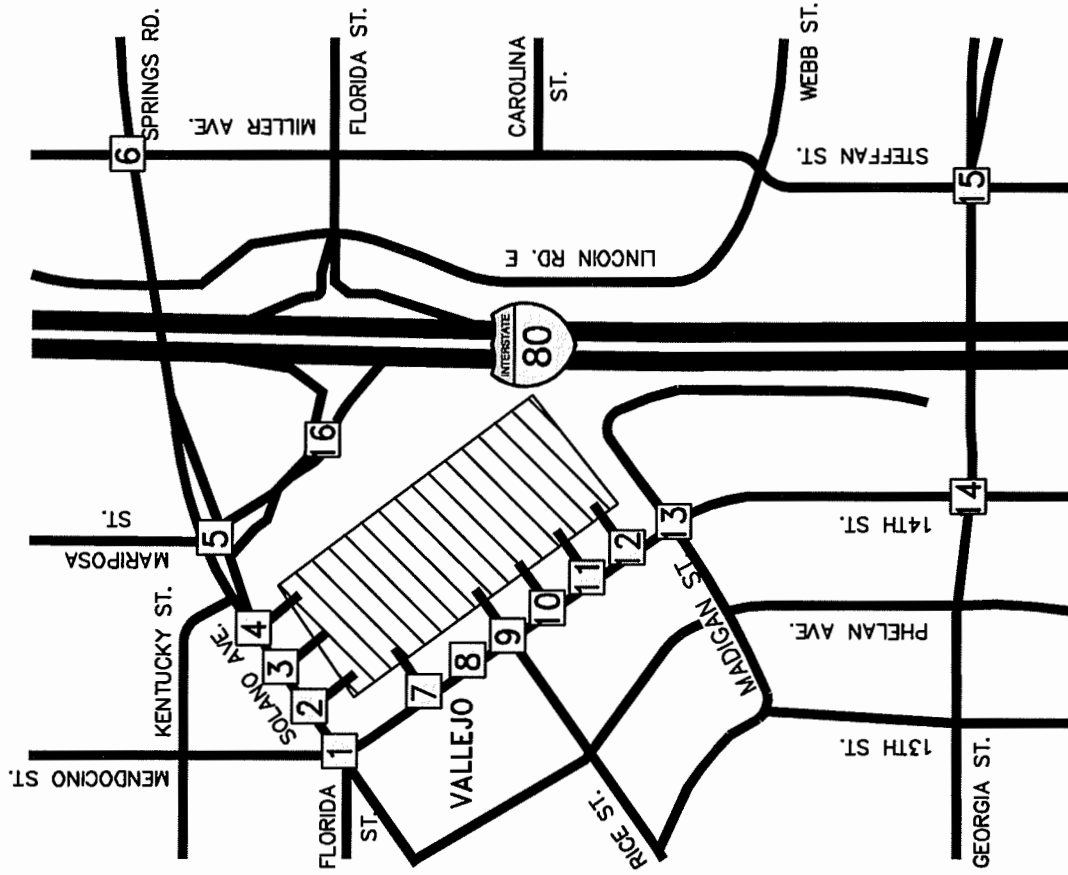 SPRINGS RD.
6
MILLER AVE.
FLORIDA ST.
CAROLINA
ST.
WEBB ST.
STEFFAN ST.
15
LINCOIN RD. E
INTERSTATE
80
MARIPOSA
ST.
16
5
KENTUCKY ST.
SOLANO AVE.
4
3
2
1
MENDOCINO ST.
FLORIDA
ST.
VALLEJO
7
8
9
10
11
12
13
14
14TH ST.
MADIGAN ST.
PHELAN AVE.
RICE ST.
13TH ST.
GEORGIA ST.